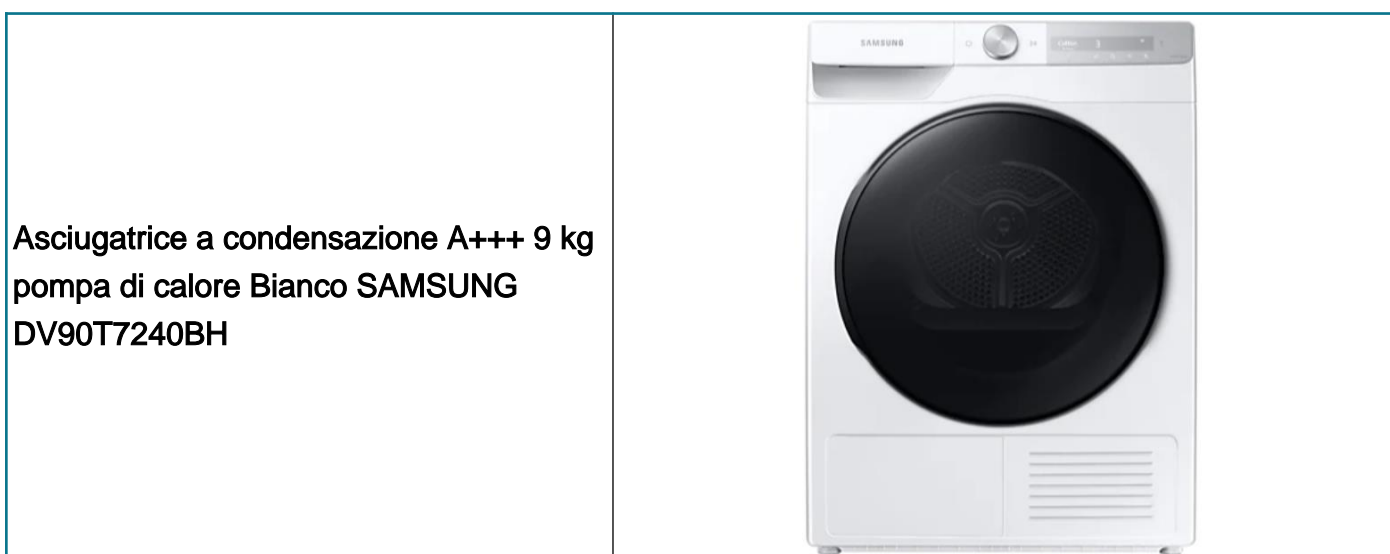 Asciugatrice a condensazione A+++ 9 kg
pompa di calore Bianco SAMSUNG
DV90T7240BH
SAMSUNG